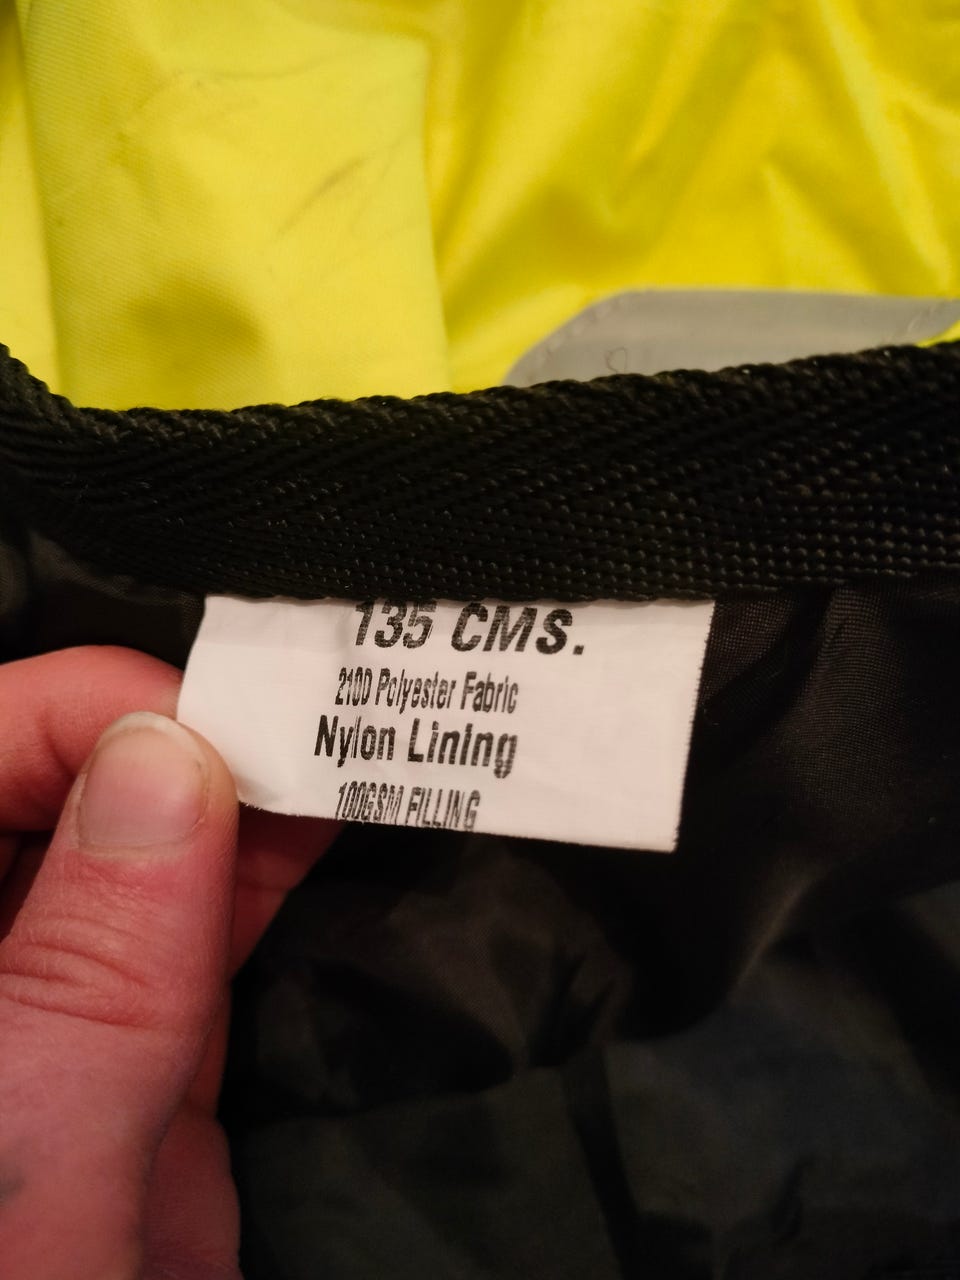 135 CMS.
210D Polyester Fabric
Nylon Lining
100GSM FILLING